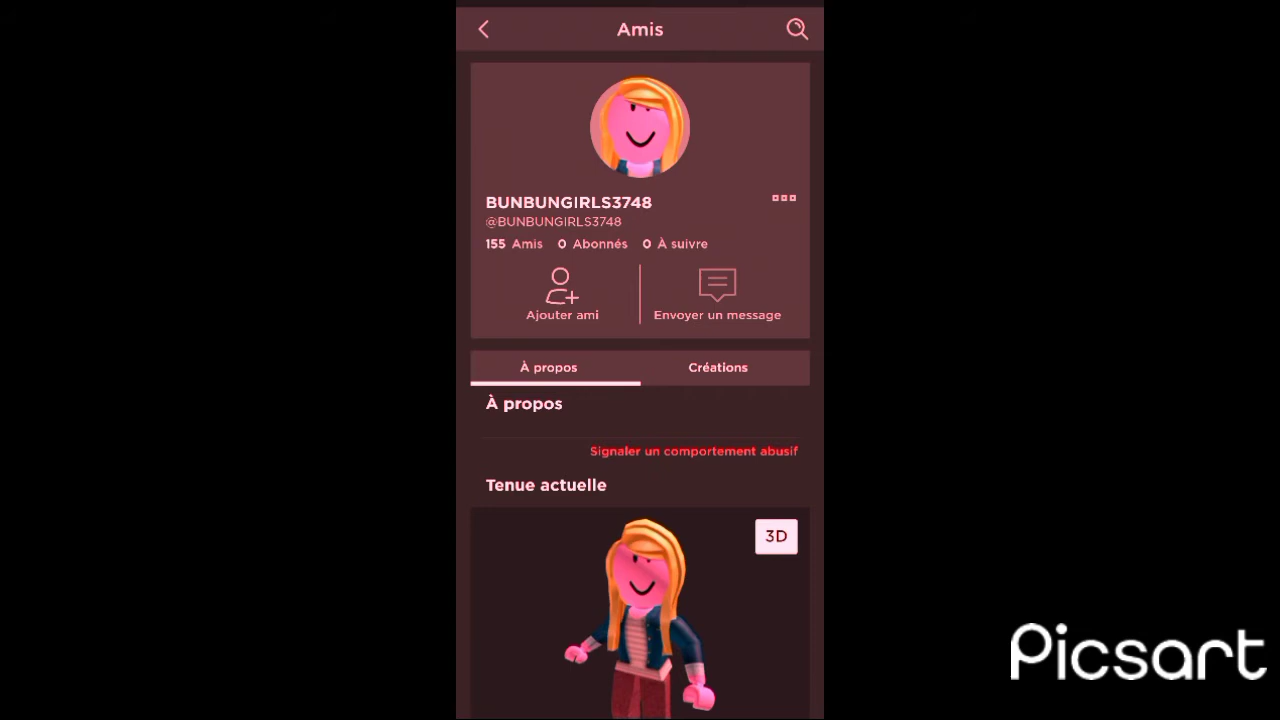 Amis
BUNBUNGIRLS3748
@BUNBUNGIRLS3748
155 Amis 0 Abonnés 0 À suivre
Ajouter ami Envoyer un message
À propos Créations
À propos
Signaler un comportement abusif
Tenue actuelle
3D
Picsart